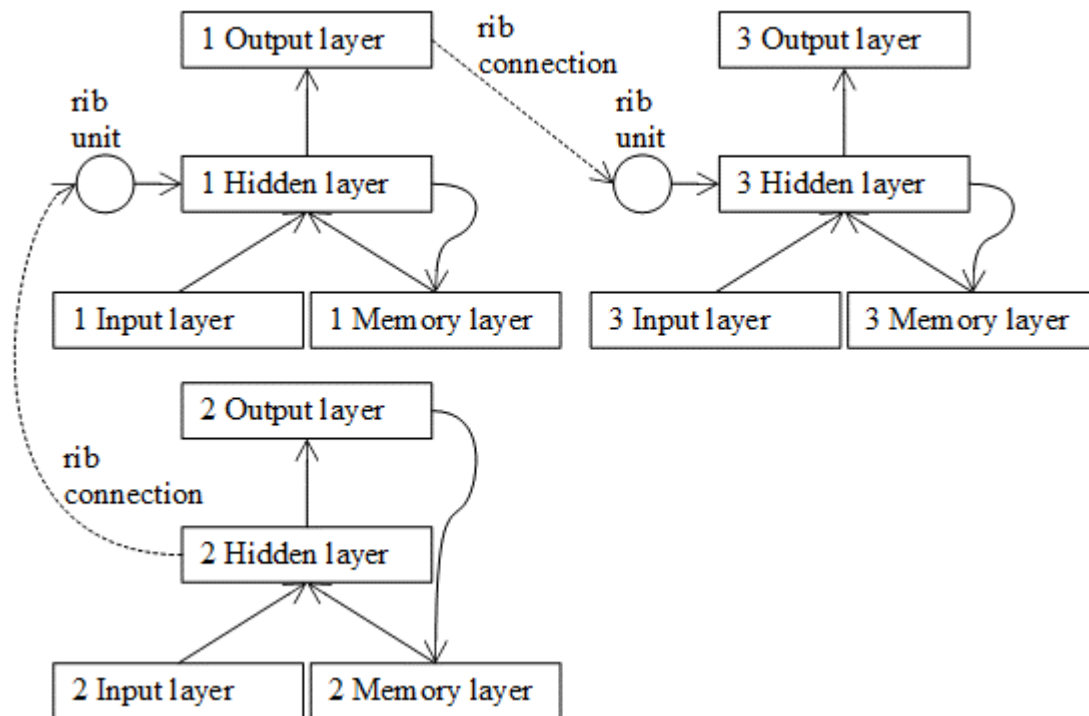 1 Output layer
rib
connection
3 Output layer
rib
unit
rib
unit
1 Hidden layer
3 Hidden layer
1 Input layer
1 Memory layer
3 Input layer
3 Memory layer
2 Output layer
rib
connection
2 Hidden layer
2 Input layer
2 Memory layer